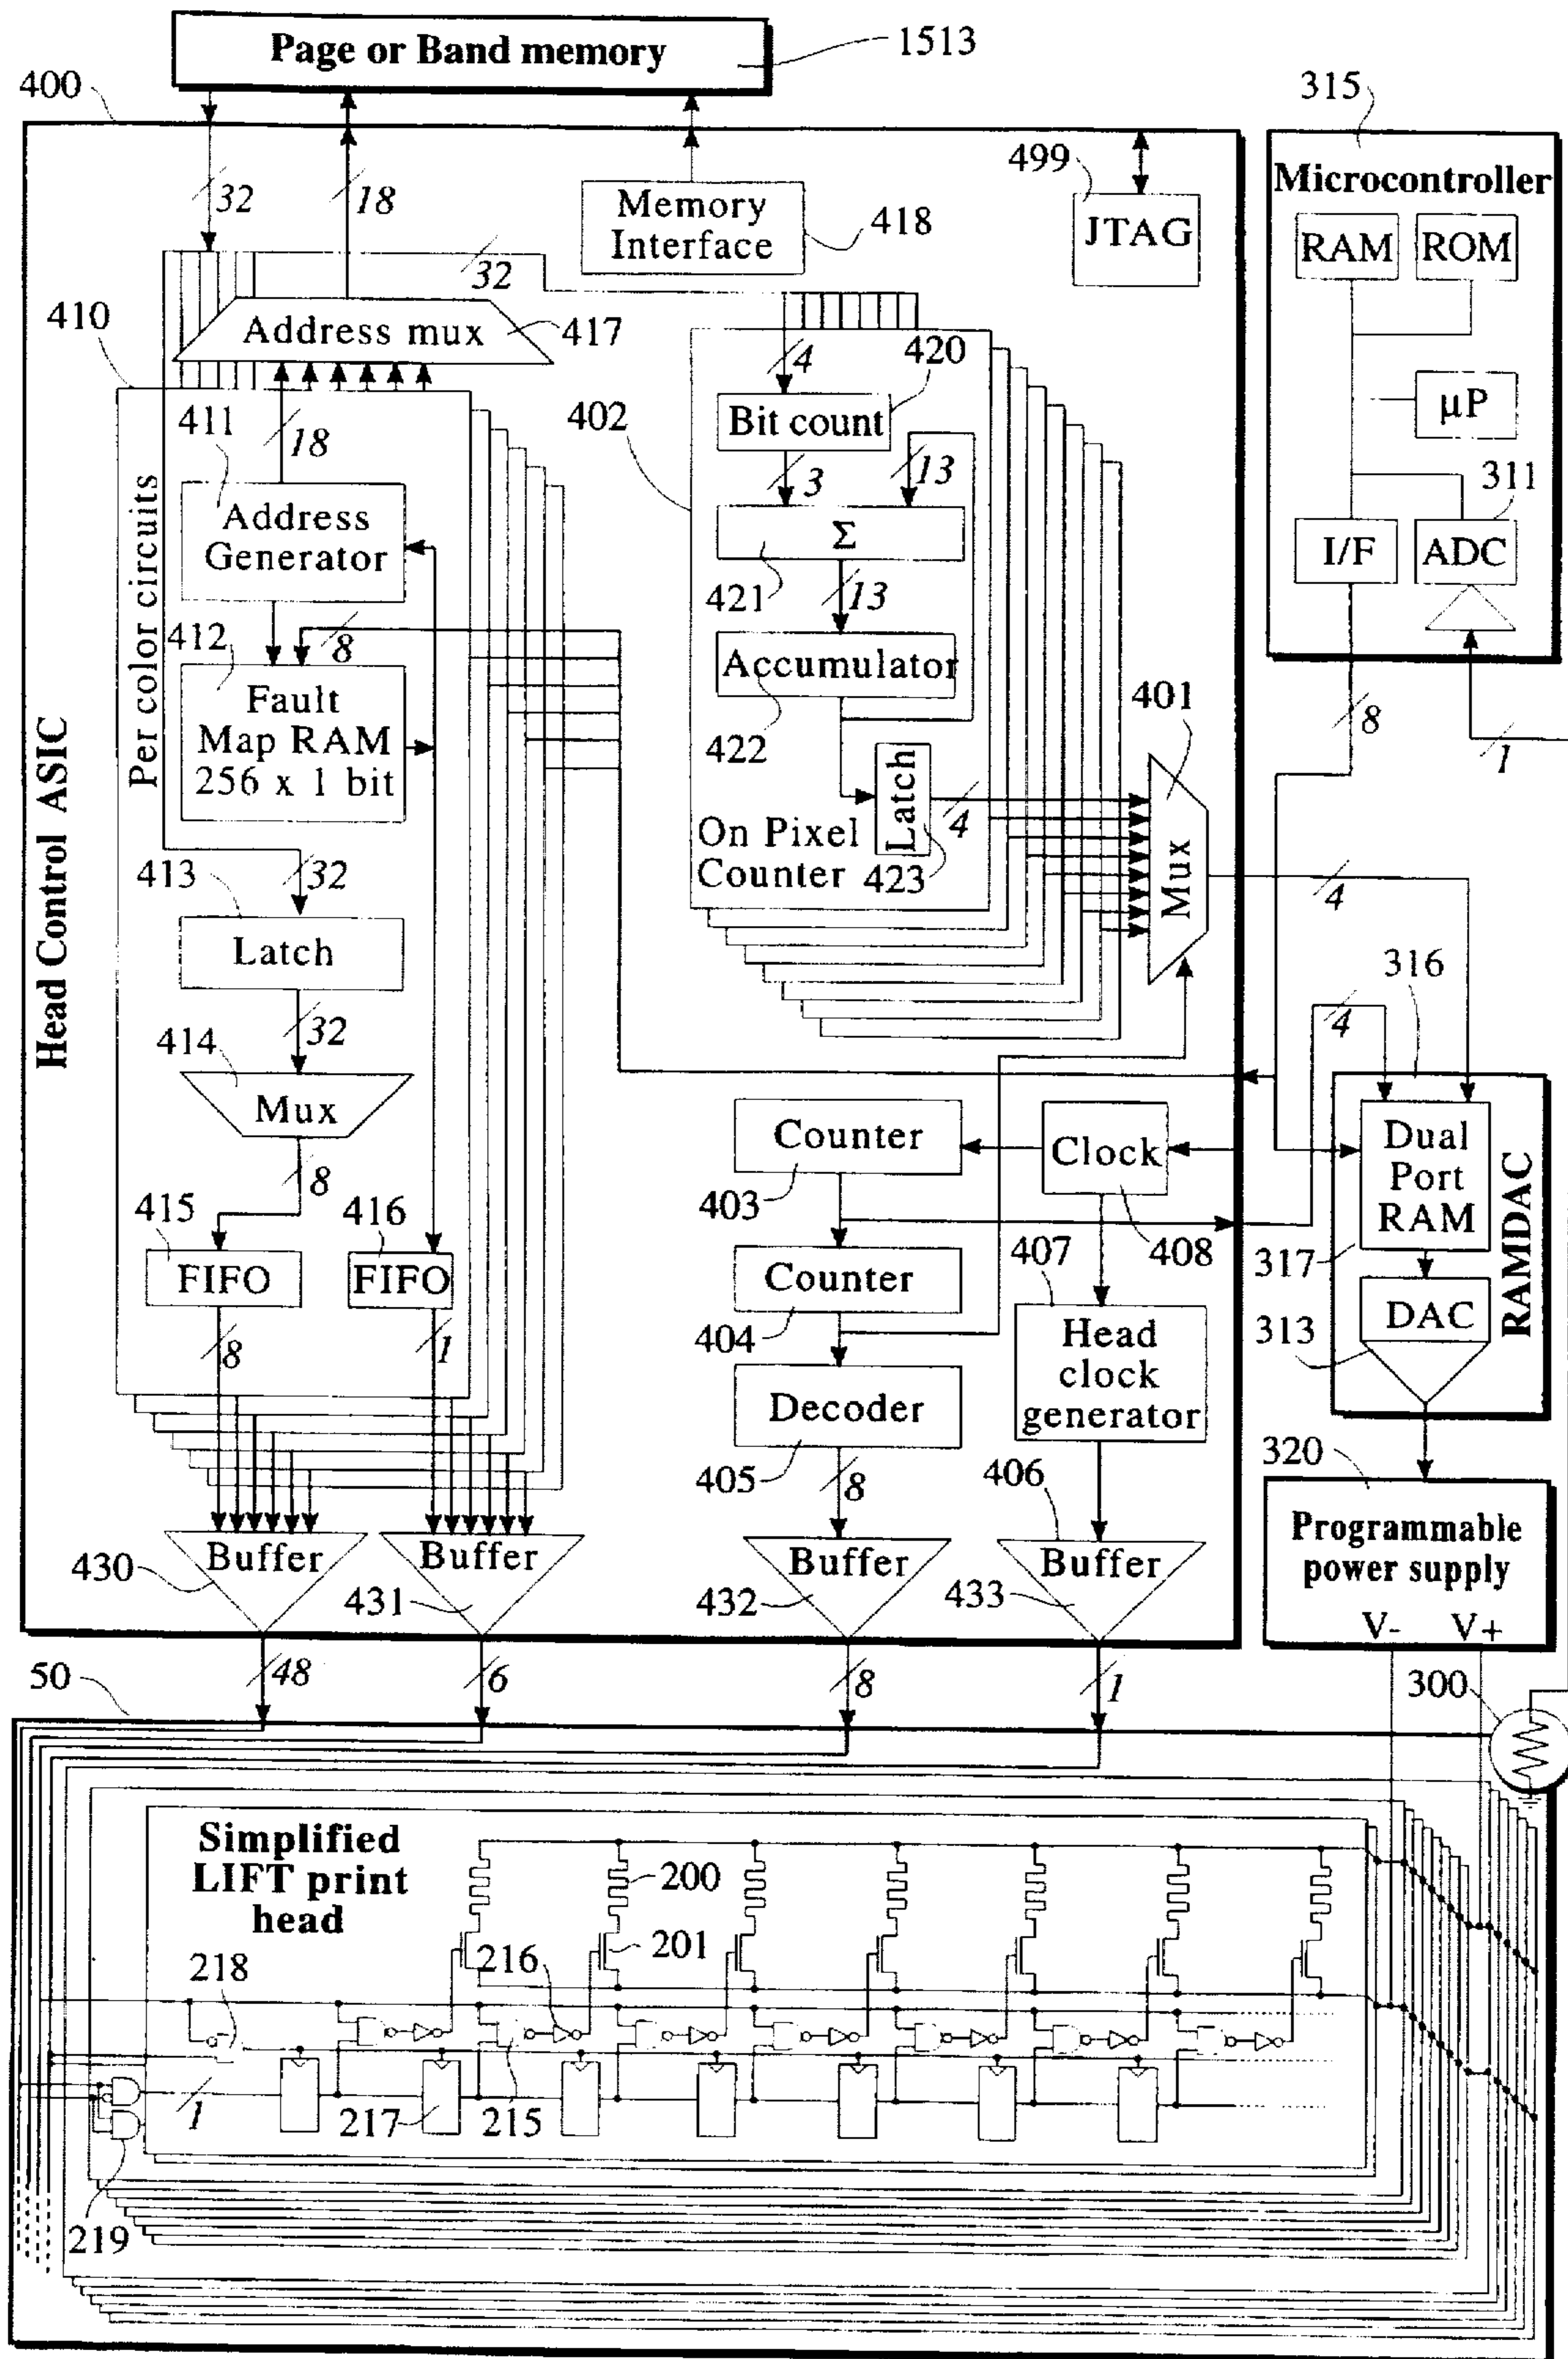 Page or Band memory
1513
400
315
Microcontroller
RAM
ROM
µP
311
I/F
ADC
8
1
32
18
Memory
Interface
418
499
JTAG
32
410
Address mux
417
411
18
Per color circuits
Address
Generator
412
8
Fault
Map RAM
256 x 1 bit
413
32
Latch
32
414
Mux
8
415
416
FIFO
FIFO
8
1
Head Control ASIC
402
4
420
Bit count
3
13
Σ
421
13
Accumulator
422
Latch
4
On Pixel
Counter
423
401
Mux
4
316
4
Counter
403
Clock
408
Counter
404
407
Head
clock
generator
Decoder
405
8
406
Dual
Port
RAM
317
DAC
313
RAMDAC
320
Programmable
power supply
V-
V+
Buffer
430
Buffer
431
Buffer
432
Buffer
433
48
6
8
1
50
300
Simplified
LIFT print
head
200
201
216
218
1
217
215
219